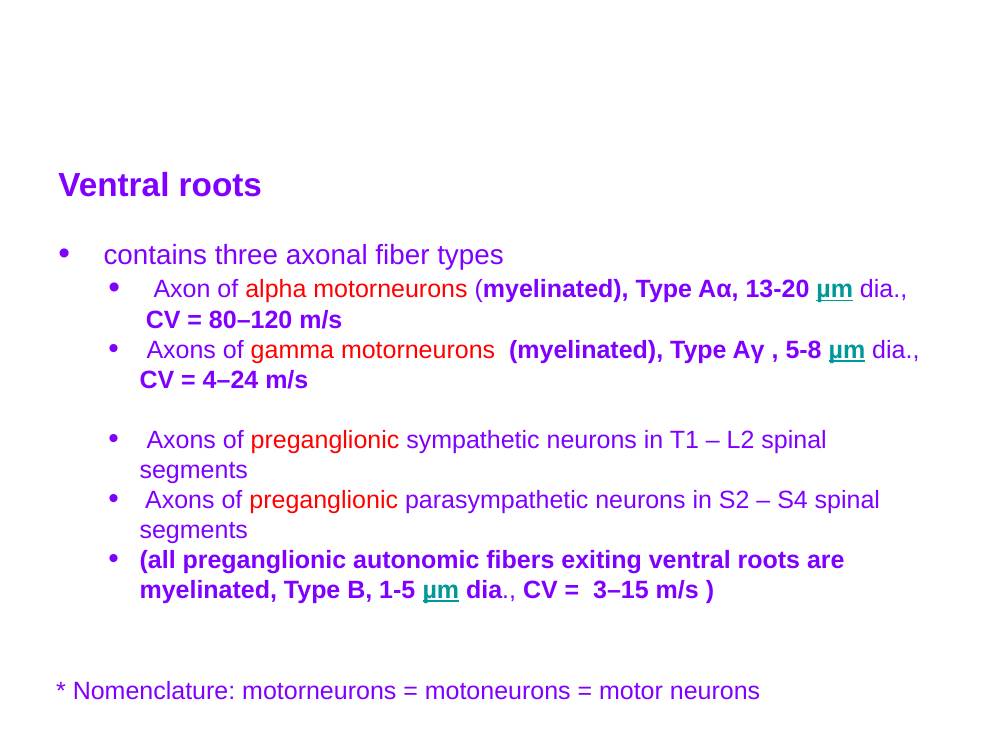 Ventral roots
• contains three axonal fiber types
• Axon of alpha motorneurons (myelinated), Type Aα, 13-20 µm dia.,
CV = 80–120 m/s
• Axons of gamma motorneurons (myelinated), Type Aγ , 5-8 µm dia.,
CV = 4–24 m/s
• Axons of preganglionic sympathetic neurons in T1 – L2 spinal
segments
• Axons of preganglionic parasympathetic neurons in S2 – S4 spinal
segments
• (all preganglionic autonomic fibers exiting ventral roots are
myelinated, Type B, 1-5 µm dia., CV = 3–15 m/s )
* Nomenclature: motorneurons = motoneurons = motor neurons